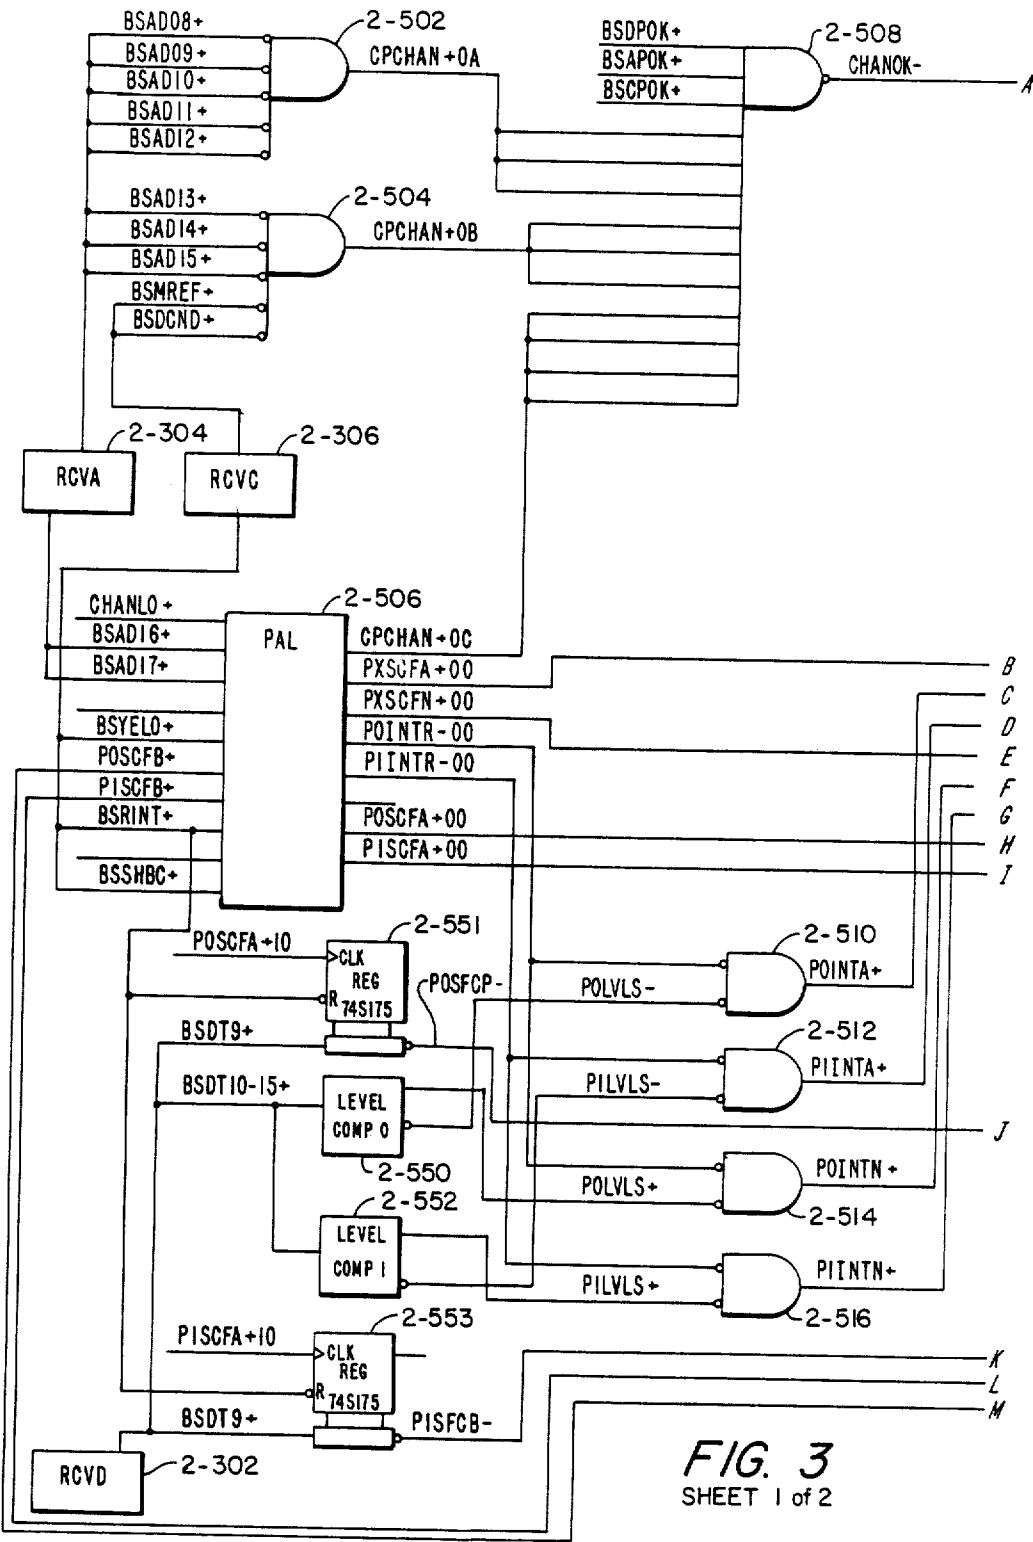 BSAD08+
2-502
BSAD09+
CPCHAN+0A
BSAD10+
BSAD11+
BSAD12+
BSDPOK+
2-508
BSAPOK+
CHANOK-
A
BSCPOK+
BSAD13+
2-504
BSAD14+
CPCHAN+0B
BSAD15+
BSMREF+
BSDCND+
2-304
2-306
RCVA
RCVC
2-506
CHANLO+
PAL
CPCHAN+0C
BSAD16+
PXSCFA+00
B
BSAD17+
PXSCFN+00
C
BSYELO+
POINTR-00
D
POSCFB+
PIINTR-00
E
PISCFB+
F
BSRINT+
POSCFA+00
G
H
BSSHBC+
PISCFA+00
I
2-551
POSCFA+10
CLK
REG
R
74S175
POSFCP-
BSDT9+
2-510
POLVLS-
POINTA+
2-512
BSDT10-15+
LEVEL
COMP 0
2-550
PILVLS-
PIINTA+
J
2-552
LEVEL
COMP 1
POLVLS+
POINTN+
2-514
PILVLS+
PIINTN+
2-516
PISCFA+10
2-553
CLK
REG
R
74S175
K
L
BSDT9+
PISFCB-
M
RCVD
2-302
FIG. 3
SHEET 1 of 2